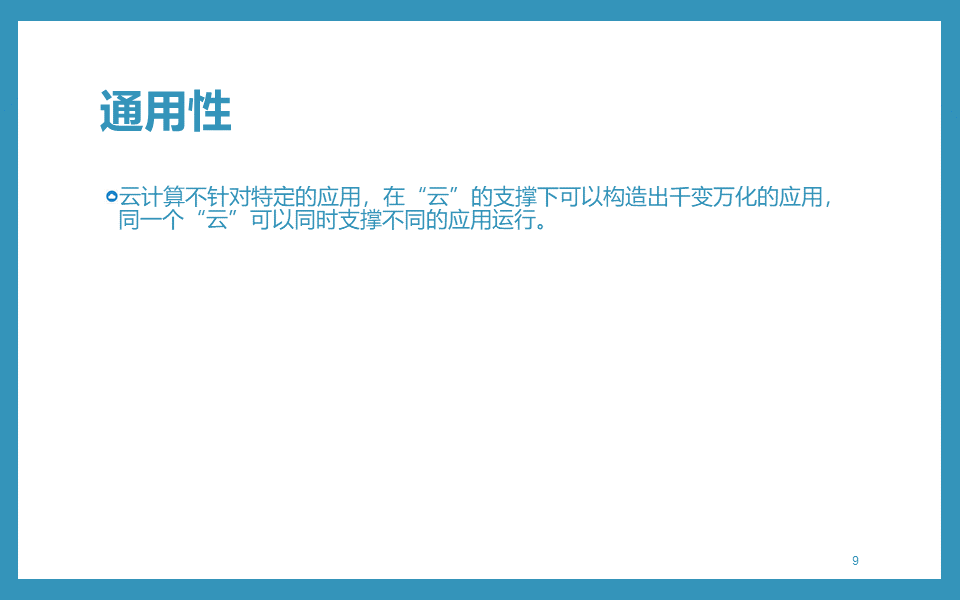 通用性
云计算不针对特定的应用，在“云”的支撑下可以构造出千变万化的应用，
同一个“云”可以同时支撑不同的应用运行。
9